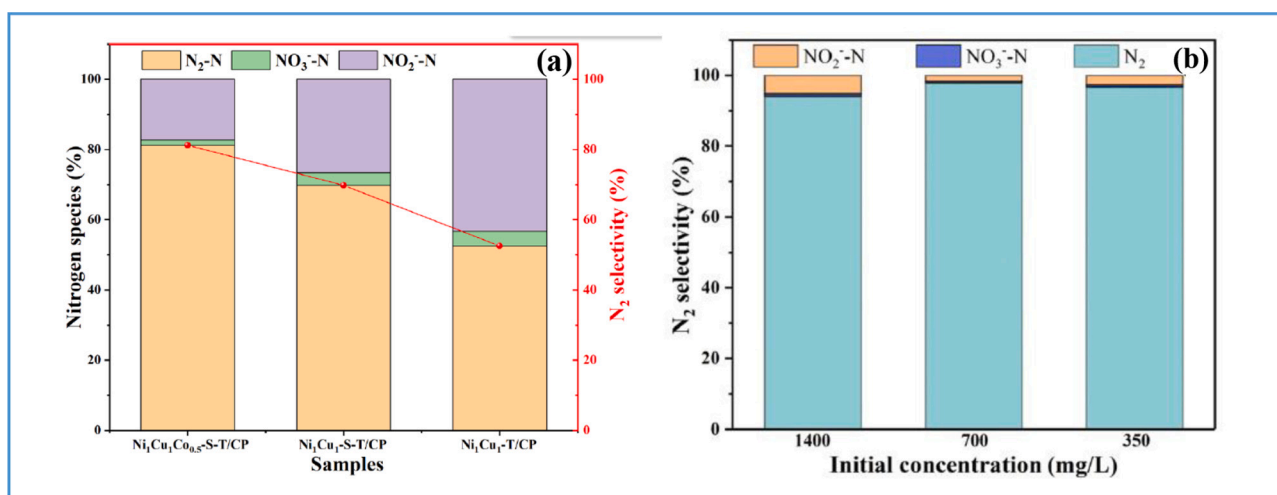 N₂-N NO₃⁻-N NO₂⁻-N (a)
100
80
60
40
20
0
Nitrogen species (%)
100
80
60
40
20
0
N₂ selectivity (%)
Ni₁Cu₁Co₀.₅-S-T/CP Ni₁Cu₁-S-T/CP Ni₁Cu₁-T/CP
Samples
NO₂⁻-N NO₃⁻-N N₂ (b)
100
80
60
40
20
0
N₂ selectivity (%)
1400 700 350
Initial concentration (mg/L)